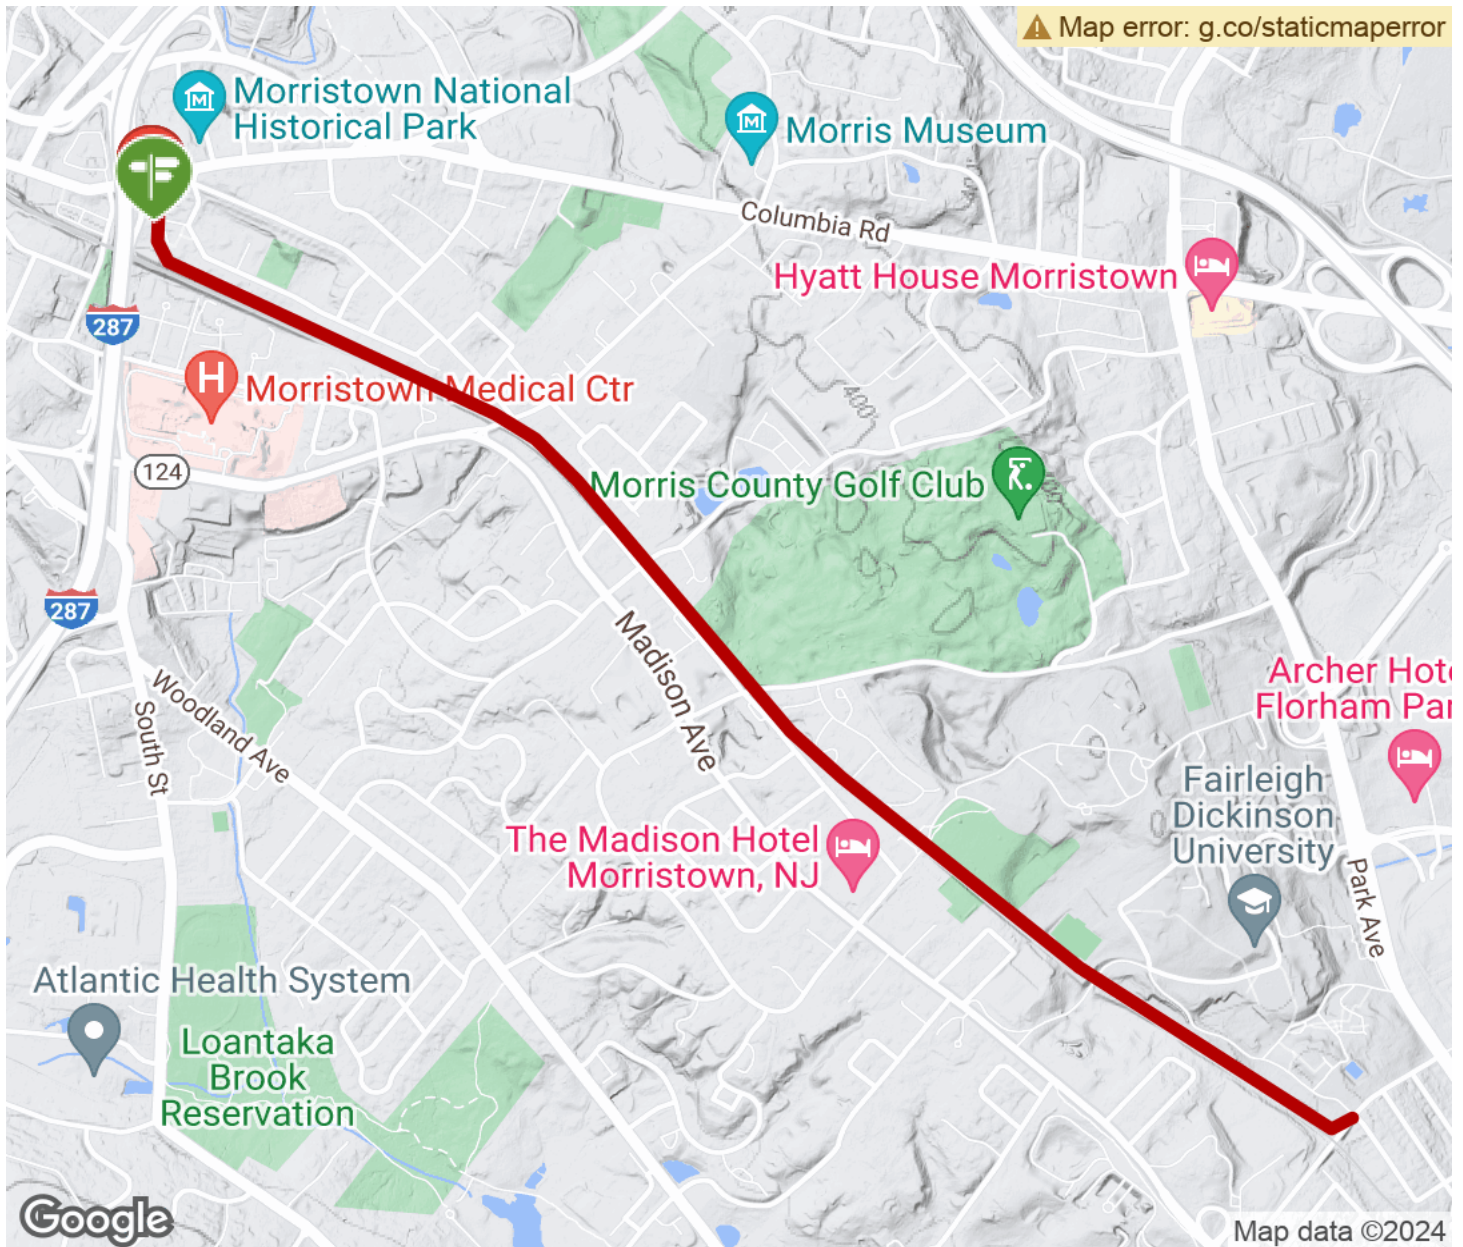 Map error: g.co/staticmaperror
Morristown National
Historical Park
Morris Museum
Columbia Rd
Hyatt House Morristown
287
Morristown Medical Ctr
H
400'
124
Morris County Golf Club
287
Madison Ave
Woodland Ave
South St
Archer Hote
Florham Par
Fairleigh
Dickinson
University
The Madison Hotel
Morristown, NJ
Park Ave
Atlantic Health System
Loantaka
Brook
Reservation
Google
Map data ©2024